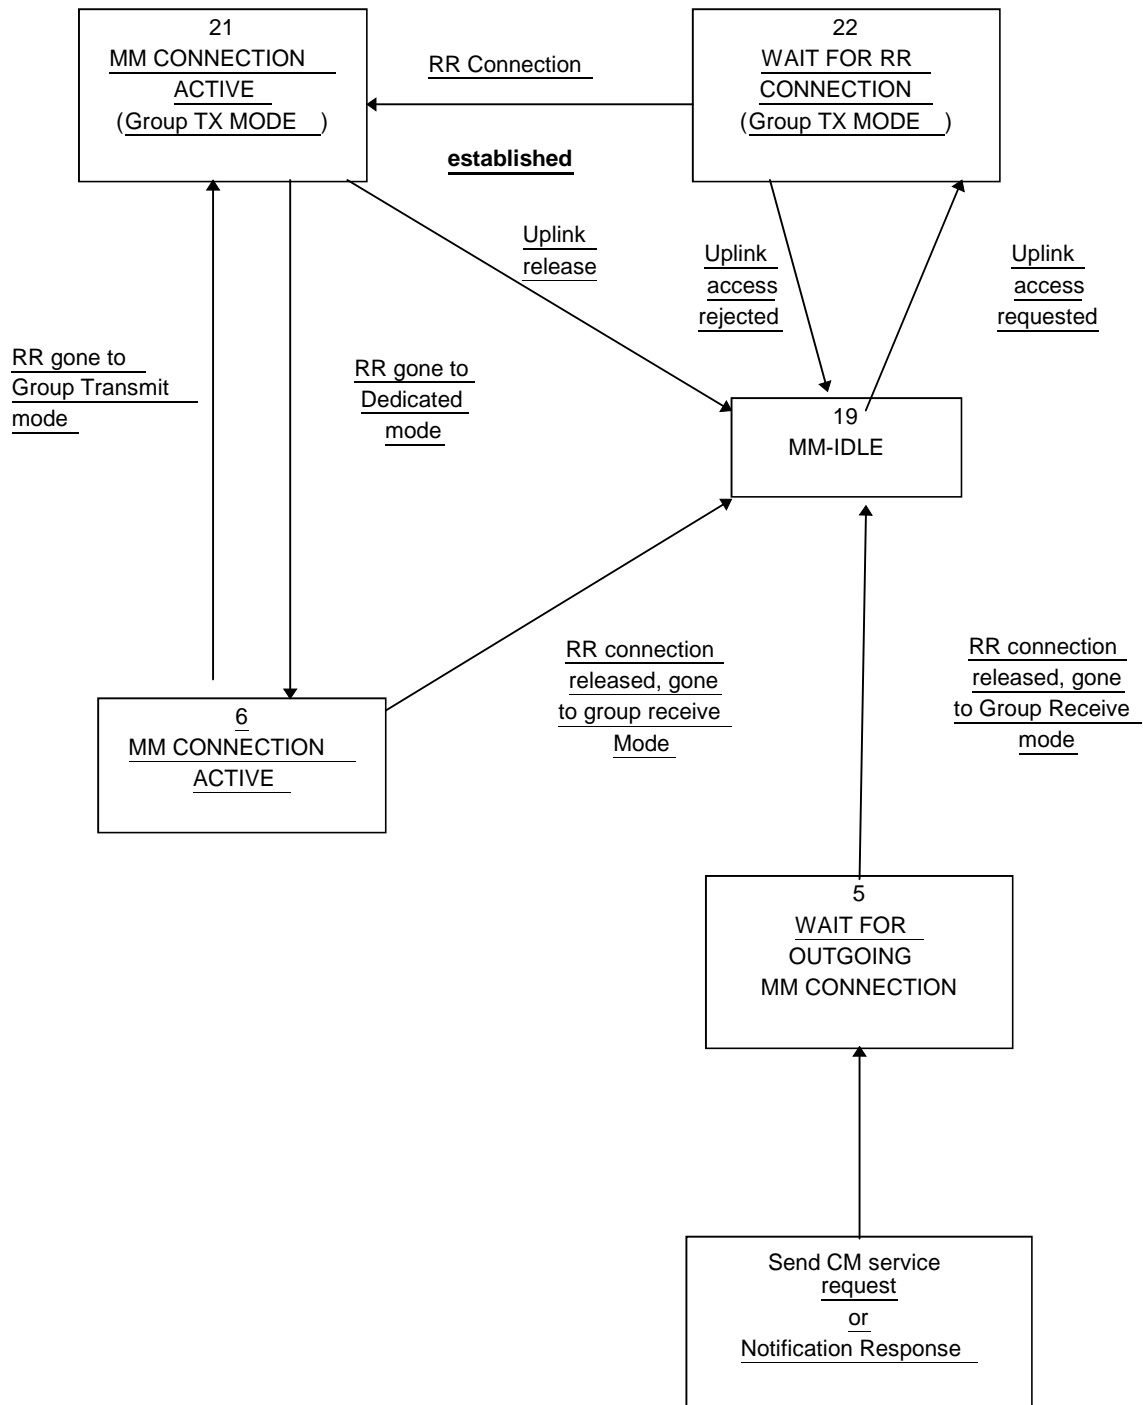 21
MM CONNECTION
ACTIVE
(Group TX MODE )
RR Connection
established
22
WAIT FOR RR
CONNECTION
(Group TX MODE )
Uplink
release
Uplink
access
rejected
Uplink
access
requested
RR gone to
Group Transmit
mode
RR gone to
Dedicated
mode
19
MM-IDLE
6
MM CONNECTION
ACTIVE
RR connection
released, gone
to group receive
Mode
RR connection
released, gone
to Group Receive
mode
5
WAIT FOR
OUTGOING
MM CONNECTION
Send CM service
request
or
Notification Response